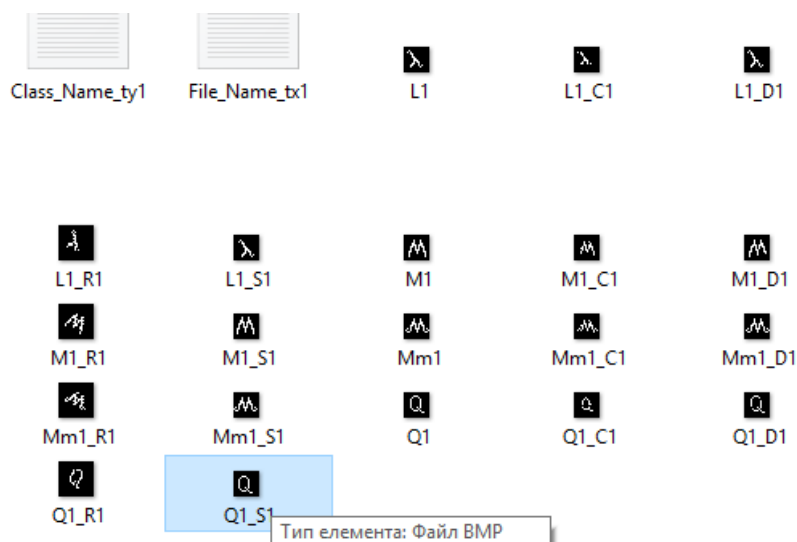 Class_Name_ty1 File_Name_tx1 L1 L1_C1 L1_D1
L1_R1 L1_S1 M1 M1_C1 M1_D1
M1_R1 M1_S1 Mm1 Mm1_C1 Mm1_D1
Mm1_R1 Mm1_S1 Q1 Q1_C1 Q1_D1
Q1_R1 Q1_S1
Тип елемента: Файл BMP